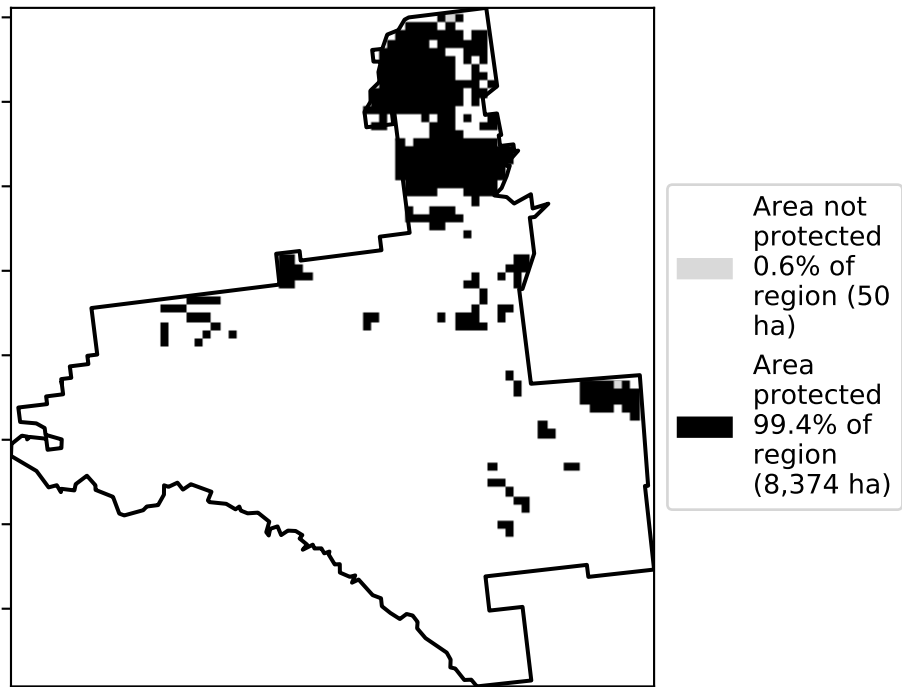 Area not
protected
0.6% of
region (50
ha)
Area
protected
99.4% of
region
(8,374 ha)